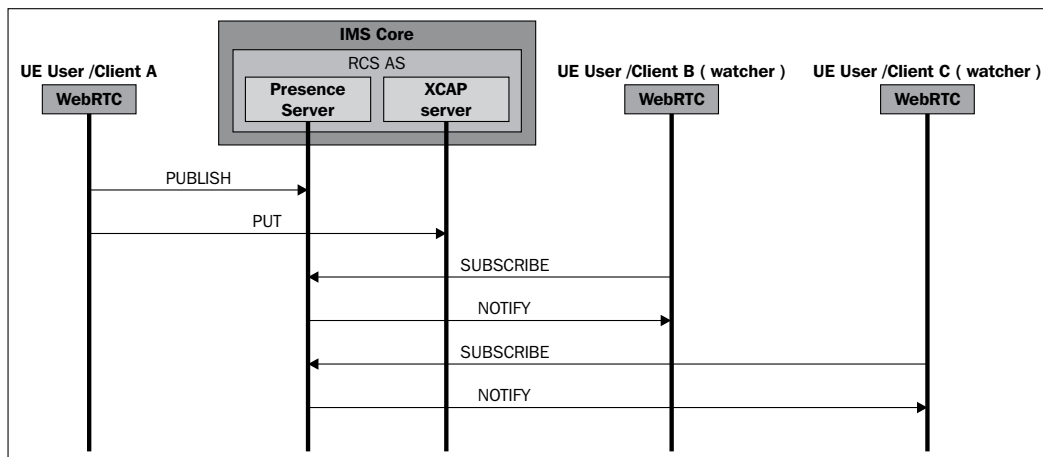 IMS Core
RCS AS
UE User /Client A
UE User /Client B ( watcher )
UE User /Client C ( watcher )
WebRTC
Presence
Server
XCAP
server
WebRTC
WebRTC
PUBLISH
PUT
SUBSCRIBE
NOTIFY
SUBSCRIBE
NOTIFY